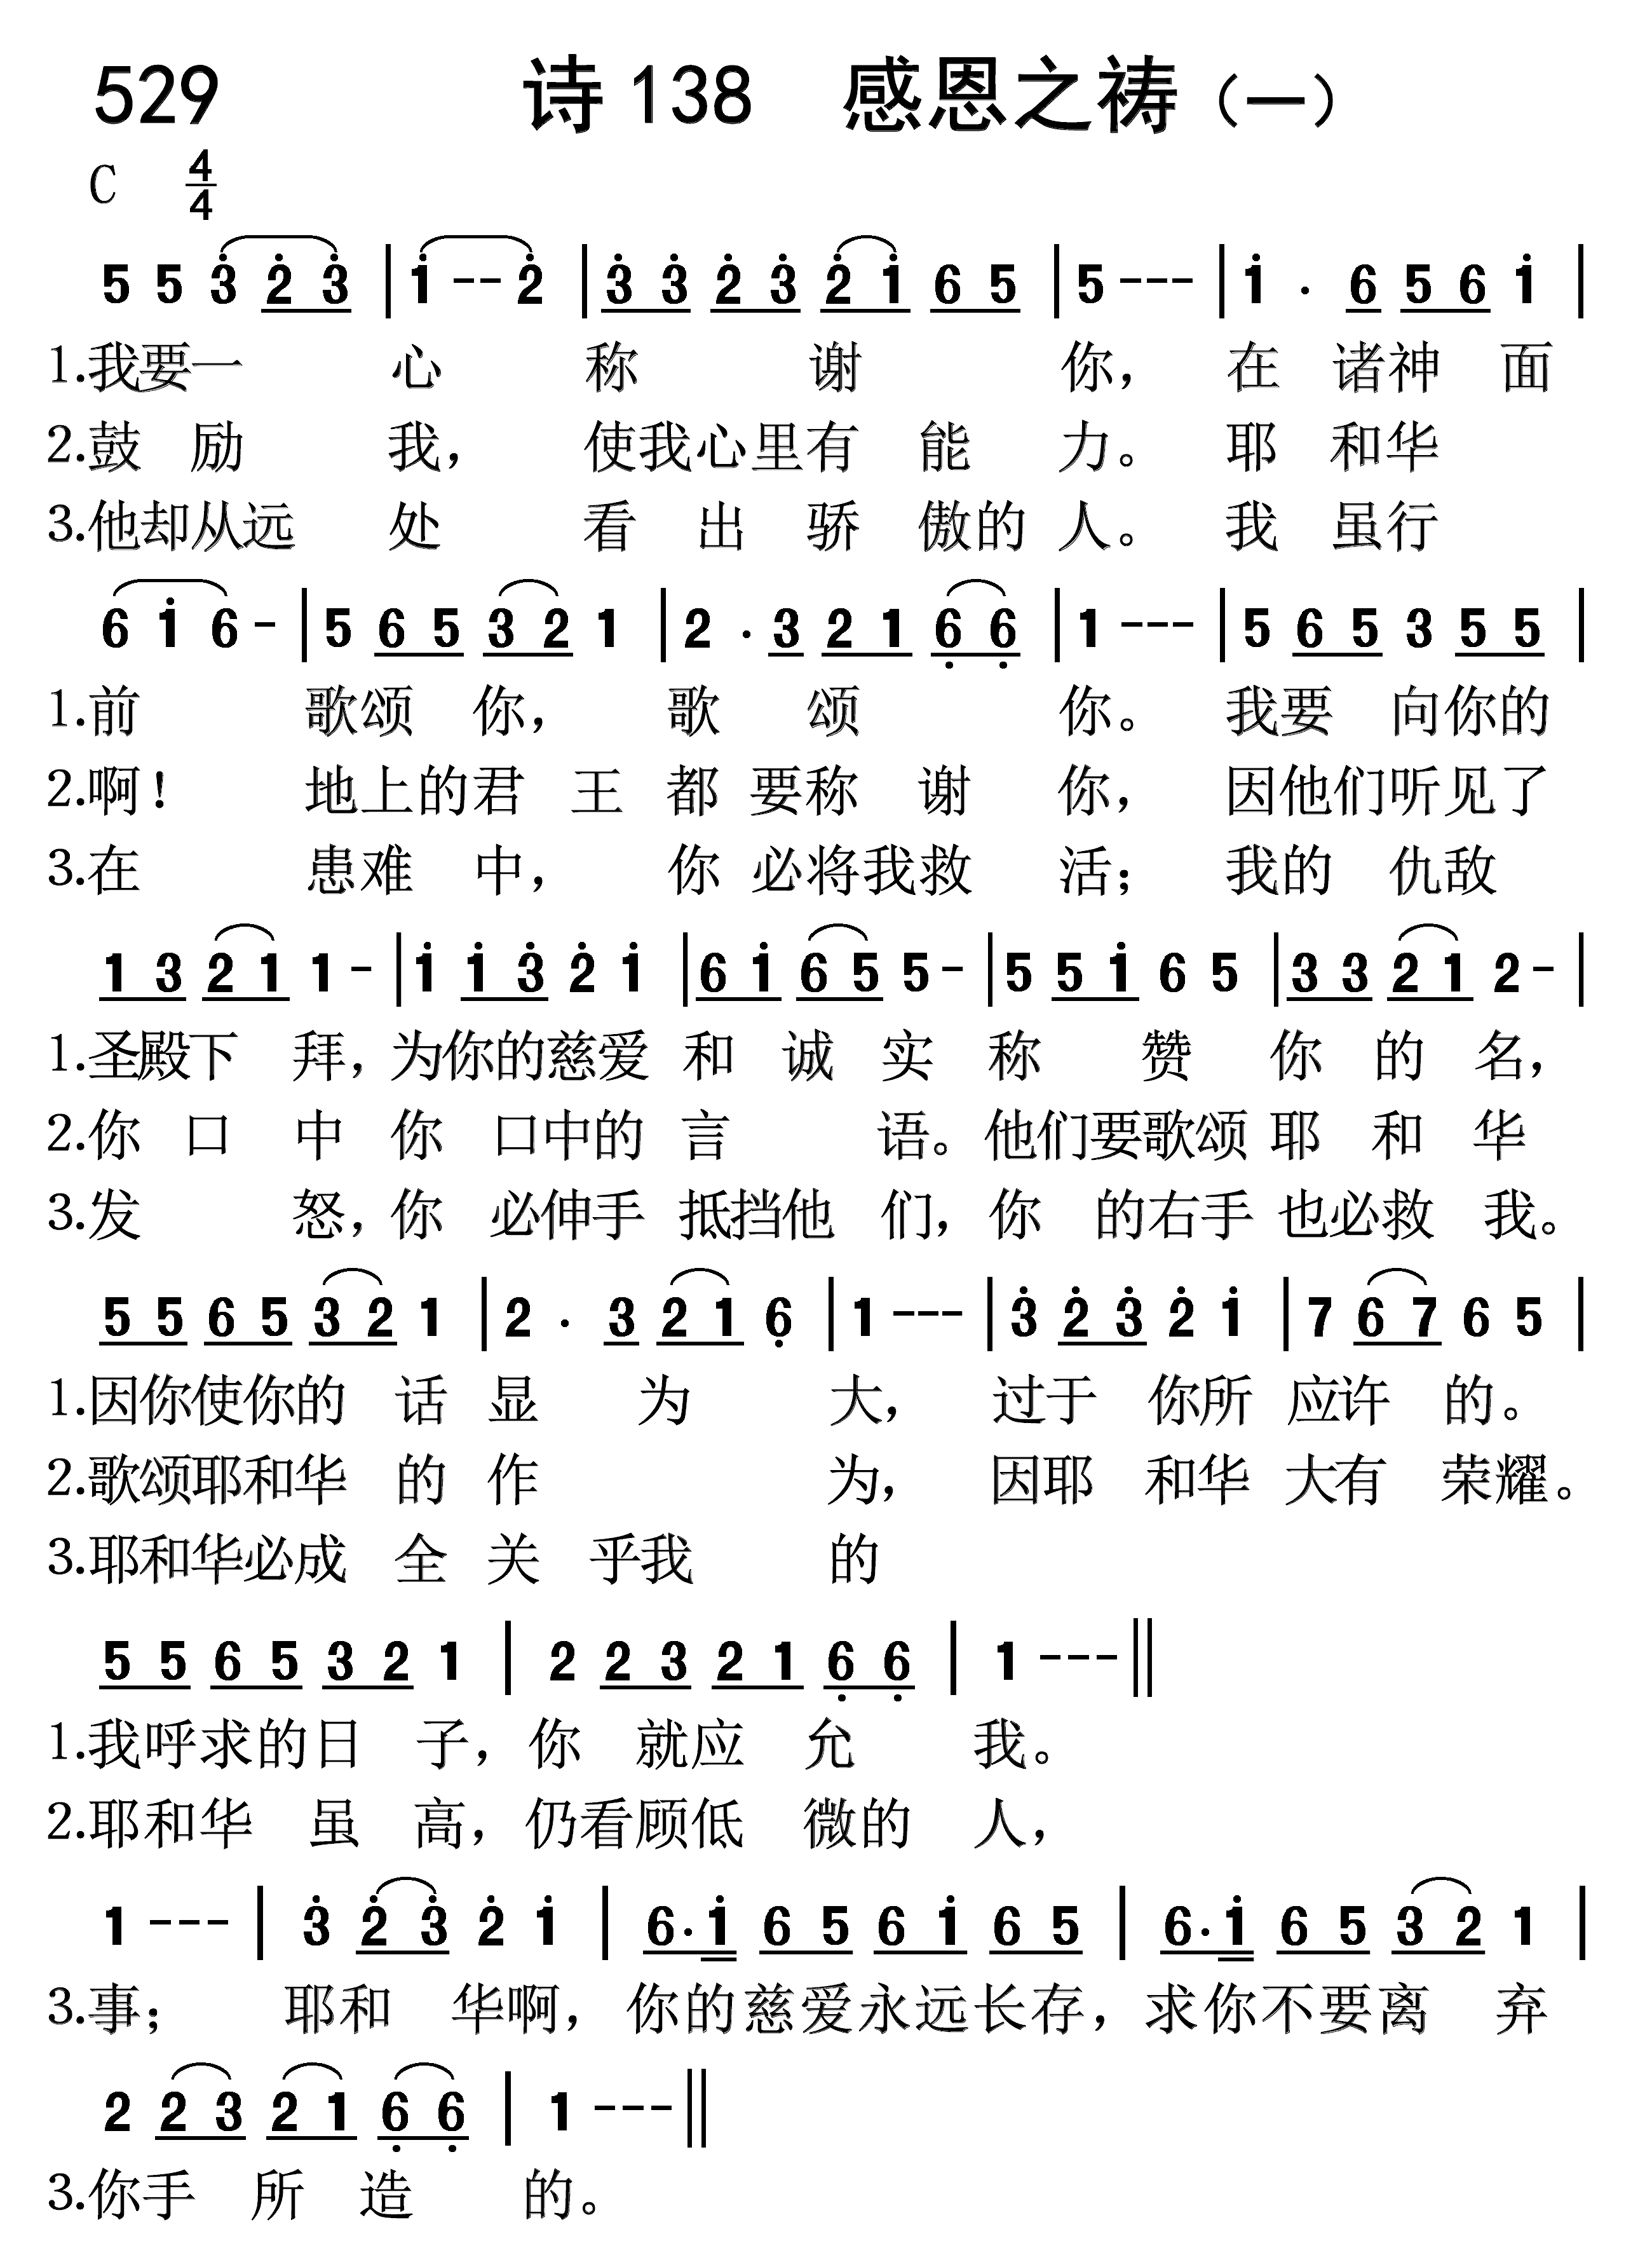 529 诗138 感恩之祷（一）
C 4/4
5 5 3̇ 2̇ 3̇ | 1̇ -- 2̇ | 3̇ 3̇ 2̇ 3̇ 2̇ 1̇ 6 5 | 5 --- | 1̇ . 6 5 6 1̇ |
1.我要一 心 称 谢 你， 在 诸神 面
2.鼓 励 我， 使我心里有 能 力。 耶 和华
3.他却从远 处 看 出 骄 傲的 人。 我 虽行
6 1̇ 6 - | 5 6 5 3 2 1 | 2 . 3 2 1 6̣ 6̣ | 1 --- | 5 6 5 3 5 5 |
1.前 歌颂 你， 歌 颂 你。 我要 向你的
2.啊！ 地上的君 王 都 要称 谢 你， 因他们听见了
3.在 患难 中， 你 必将我救 活； 我的 仇敌
1 3 2 1 1 - | 1̇ 1̇ 3̇ 2̇ 1̇ | 6 1̇ 6 5 5 - | 5 5 1̇ 6 5 | 3 3 2 1 2 - |
1.圣殿下 拜，为你的慈爱 和 诚 实 称 赞 你 的 名，
2.你 口 中 你 口中的 言 语。他们要歌颂 耶 和 华
3.发 怒，你 必伸手 抵挡他 们，你 的右手 也必救 我。
5 5 6 5 3 2 1 | 2 . 3 2 1 6̣ | 1 --- | 3̇ 2̇ 3̇ 2̇ 1̇ | 7 6 7 6 5 |
1.因你使你的 话 显 为 大， 过于 你所 应许 的。
2.歌颂耶和华 的 作 为， 因耶 和华 大有 荣耀。
3.耶和华必成 全 关 乎我 的
5 5 6 5 3 2 1 | 2 2 3 2 1 6̣ 6̣ | 1 --- ||
1.我呼求的日 子，你 就应 允 我。
2.耶和华 虽 高，仍看顾低 微的 人，
1 --- | 3̇ 2̇ 3̇ 2̇ 1̇ | 6. 1̇ 6 5 6 1̇ 6 5 | 6. 1̇ 6 5 3 2 1 |
3.事； 耶和 华啊，你的慈爱永远长存，求你不要离 弃
2 2 3 2 1 6̣ 6̣ | 1 --- ||
3.你手 所 造 的。